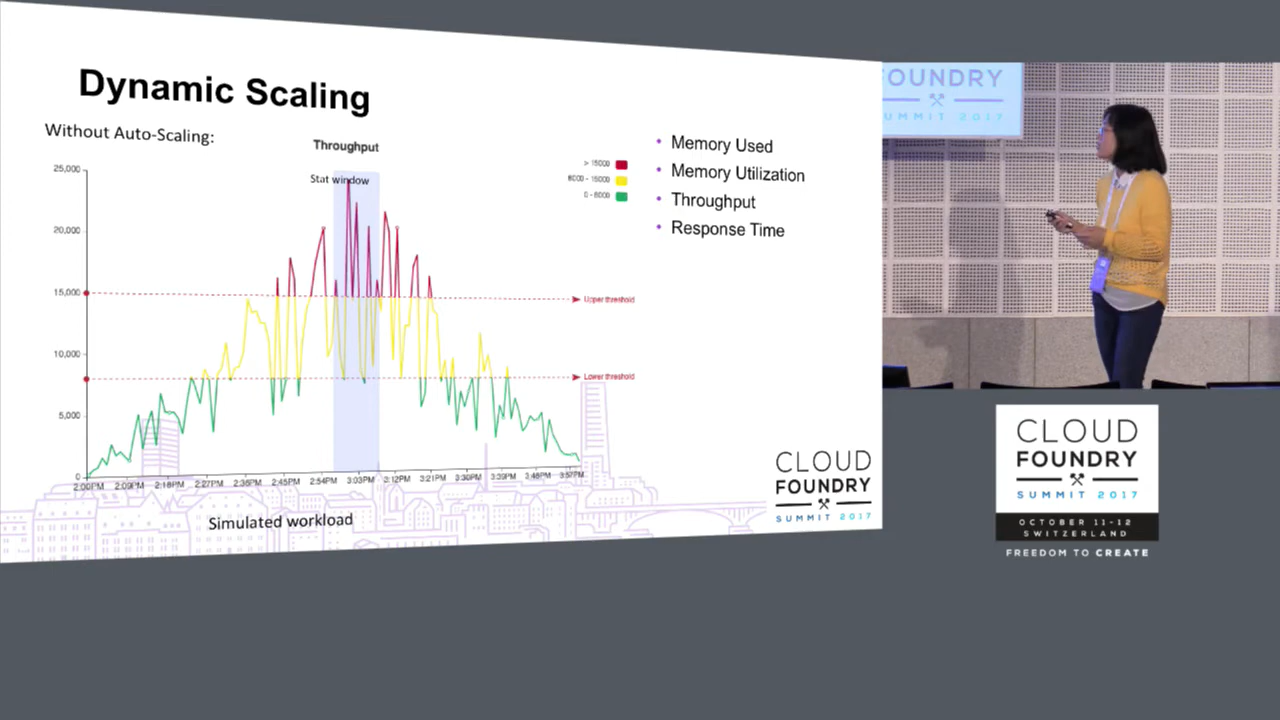 Dynamic Scaling
Without Auto-Scaling:
Throughput
Stat window
25,000
20,000
15,000
10,000
5,000
0
> 15000
8000 - 15000
0 - 8000
Upper threshold
Lower threshold
2:00PM 2:09PM 2:18PM 2:27PM 2:36PM 2:45PM 2:54PM 3:03PM 3:12PM 3:21PM 3:30PM 3:39PM 3:48PM 3:57PM
Simulated workload
• Memory Used
• Memory Utilization
• Throughput
• Response Time
CLOUD
FOUNDRY
SUMMIT 2017
OUNDRY
UMMIT 2017
CLOUD
FOUNDRY
SUMMIT 2017
OCTOBER 11-12
SWITZERLAND
FREEDOM TO CREATE